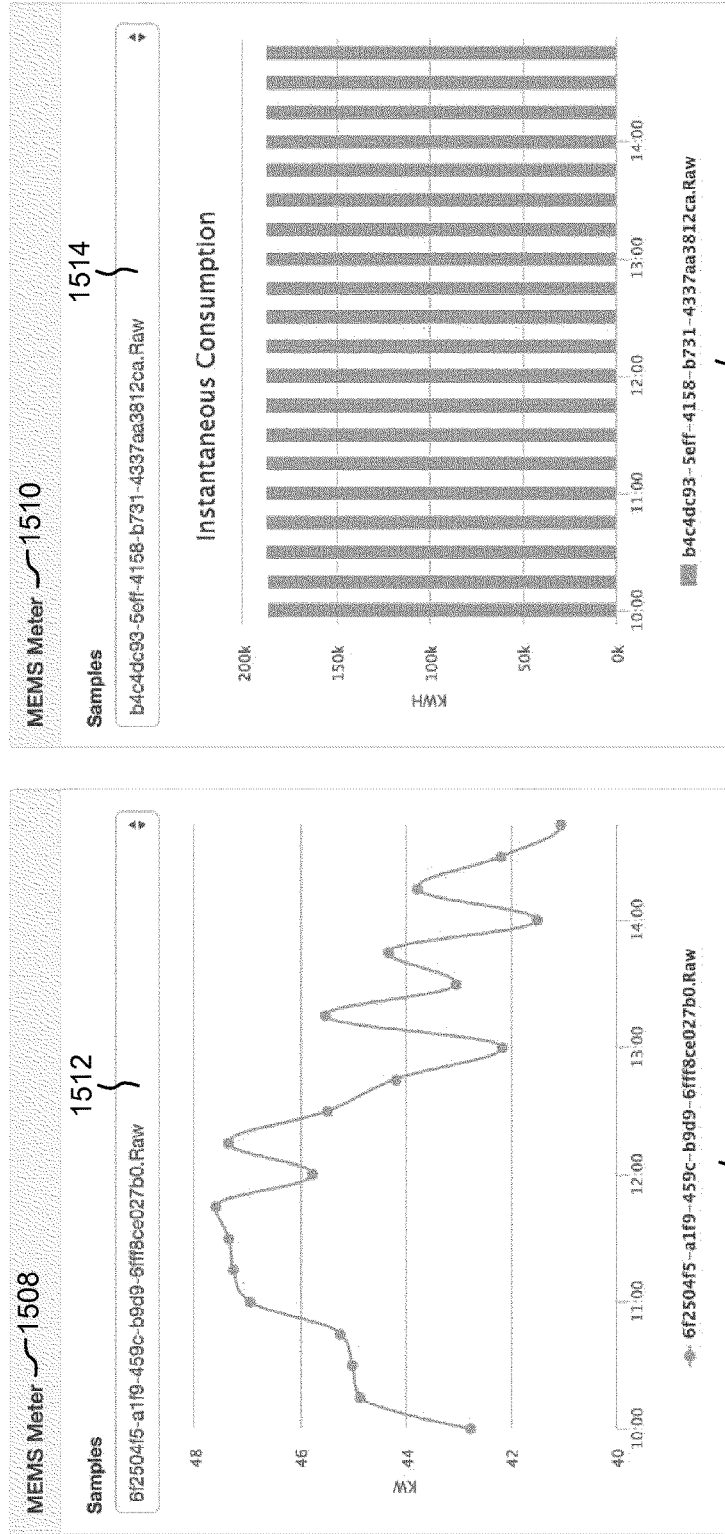 MEMS Meter 1508
Samples
1512
6f2504f5-a1f9-459c-b9d9-6fff8ce027b0.Raw
48
46
44
42
40
KW
10:00
11:00
12:00
13:00
14:00
6f2504f5-a1f9-459c-b9d9-6fff8ce027b0.Raw
MEMS Meter 1510
Samples
1514
b4c4dc93-5eff-4158-b731-4337aa3812ca.Raw
Instantaneous Consumption
200k
150k
100k
50k
0k
KWH
10:00
11:00
12:00
13:00
14:00
b4c4dc93-5eff-4158-b731-4337aa3812ca.Raw